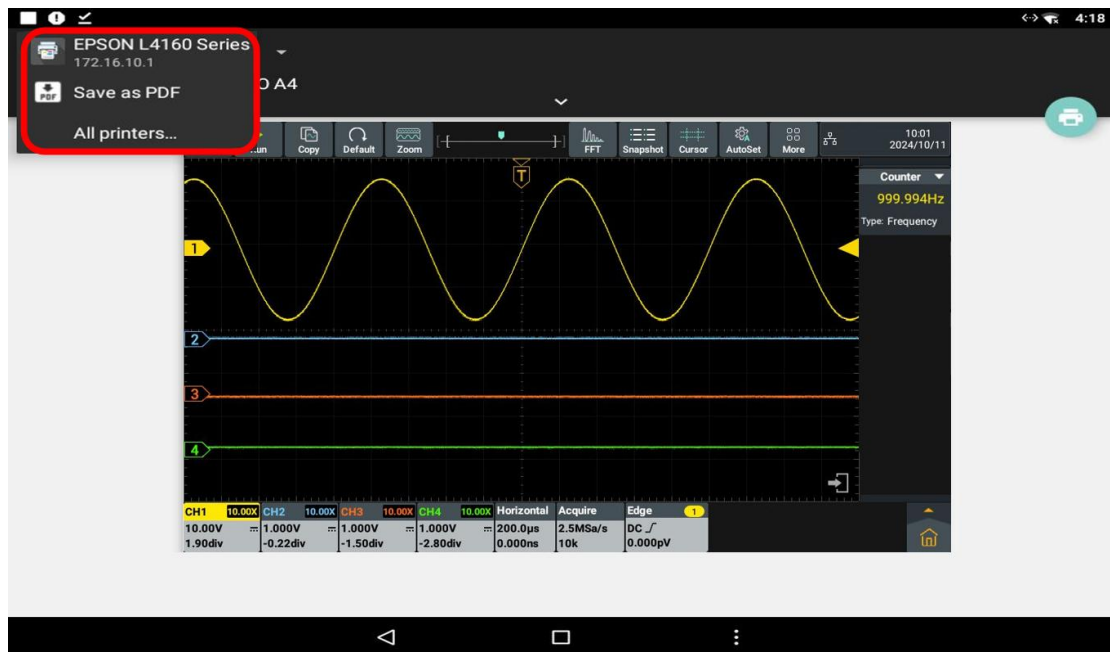 4:18
EPSON L4160 Series
172.16.10.1
Save as PDF
A4
All printers...
Copy Default Zoom FFT Snapshot Cursor AutoSet More
10:01
2024/10/11
T
Counter
999.994Hz
Type: Frequency
1
2
3
4
CH1 10.00X CH2 10.00X CH3 10.00X CH4 10.00X Horizontal Acquire Edge 1
10.00V 1.000V 1.000V 1.000V 200.0µs 2.5MSa/s DC
1.90div -0.22div -1.50div -2.80div 0.000ns 10k 0.000pV